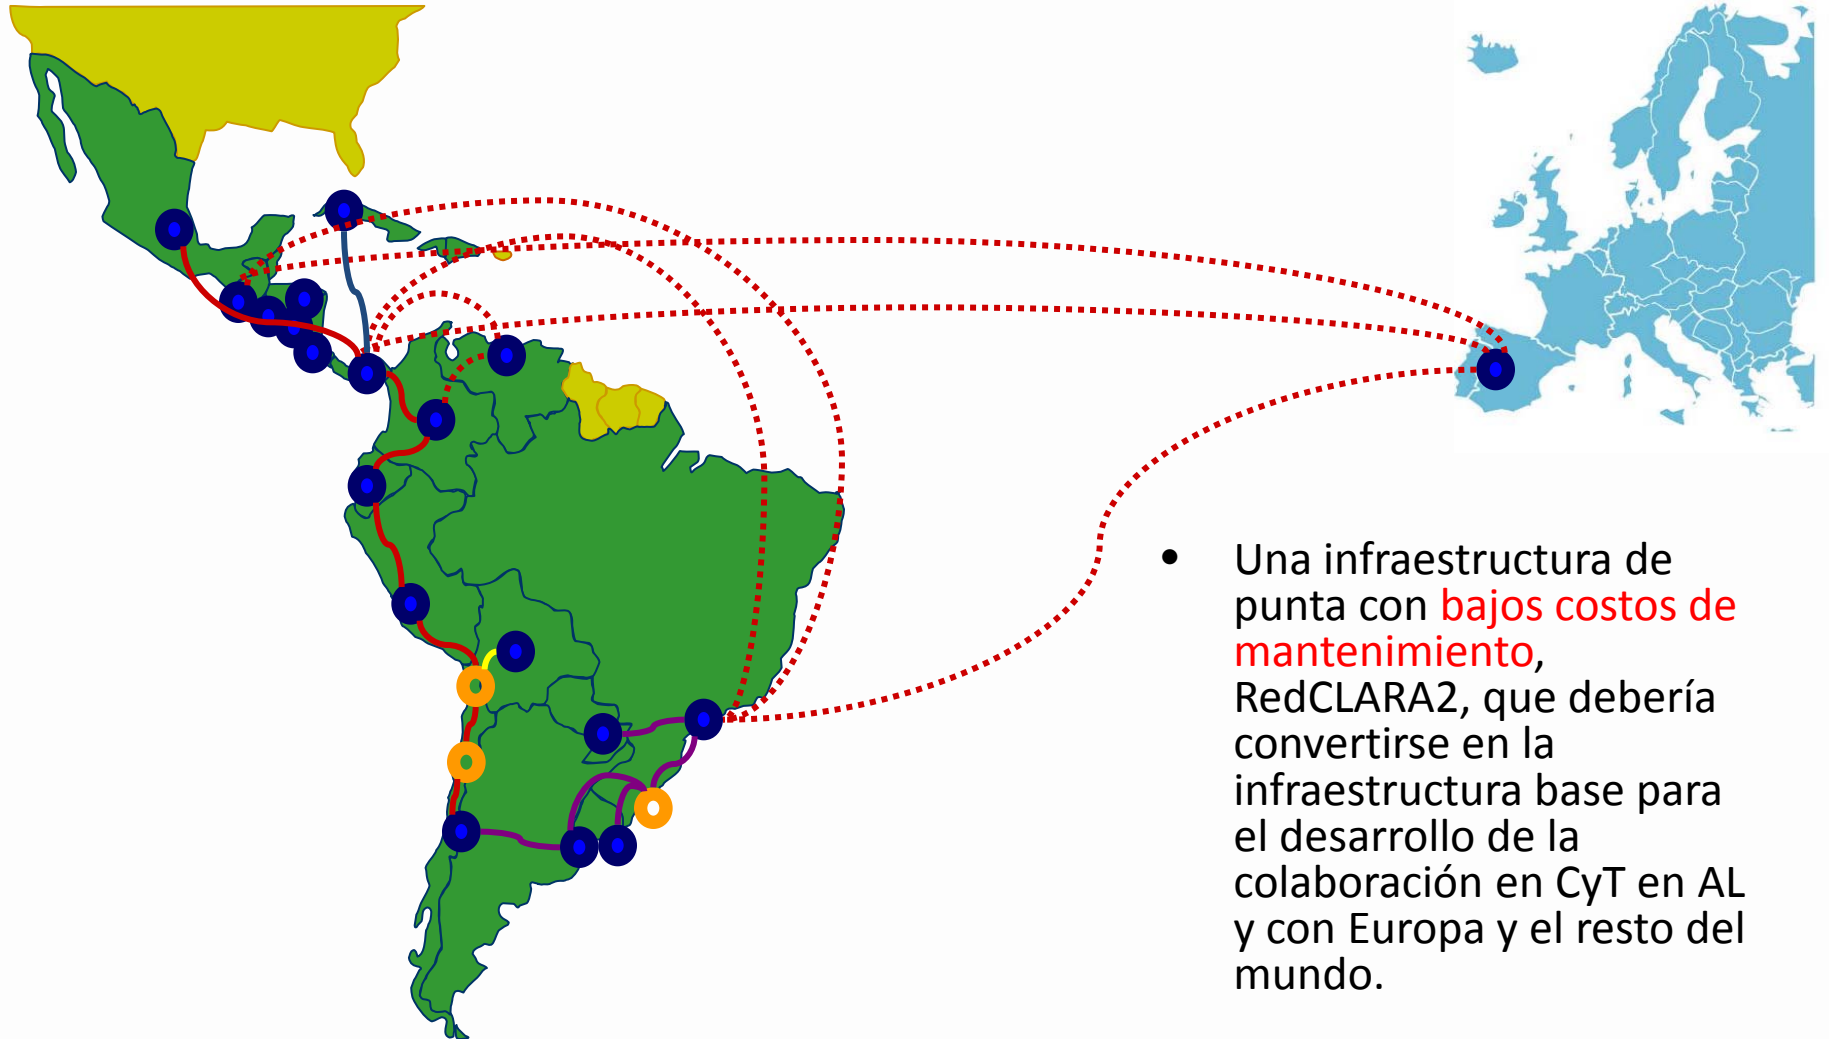 • Una infraestructura de
punta con bajos costos de
mantenimiento,
RedCLARA2, que debería
convertirse en la
infraestructura base para
el desarrollo de la
colaboración en CyT en AL
y con Europa y el resto del
mundo.